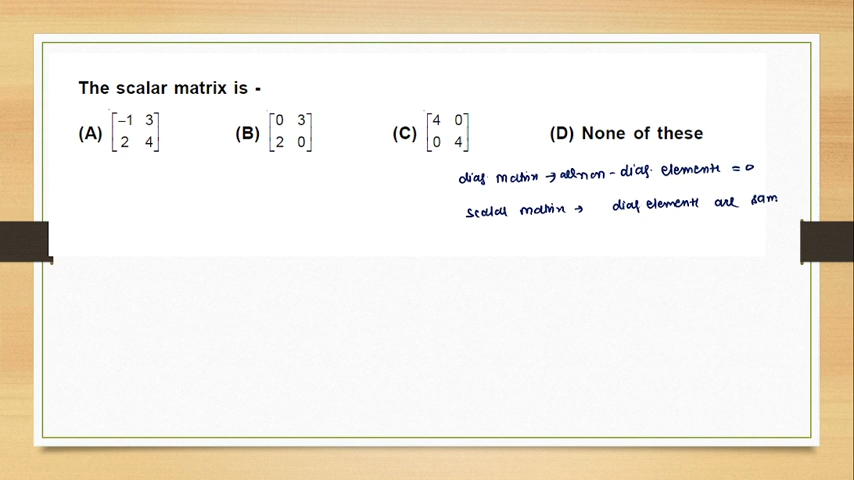 The scalar matrix is -
(A) [−1 3 (B) [0 3 (C) [4 0 (D) None of these
2 4] 2 0] 0 4]
diag. matrix → all non - diag. elements = 0
scalar matrix → diag elements are sam